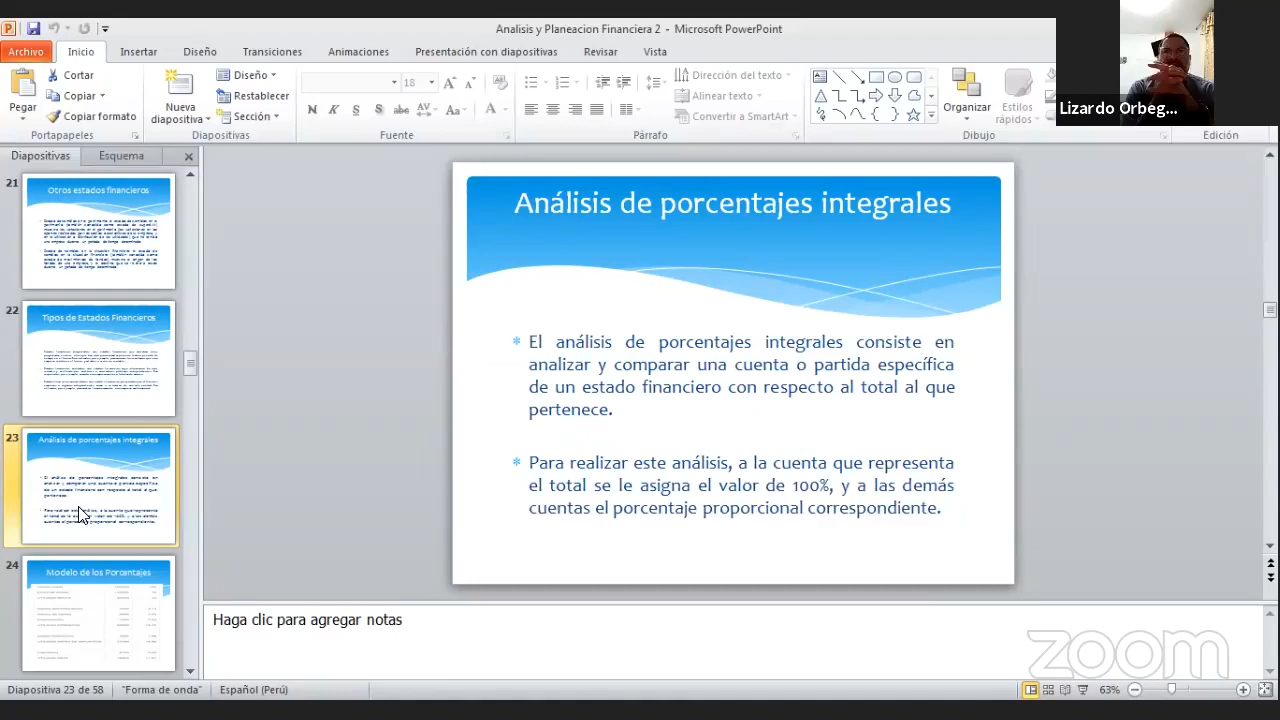 Analisis y Planeacion Financiera 2 - Microsoft PowerPoint
Archivo Inicio Insertar Diseño Transiciones Animaciones Presentación con diapositivas Revisar Vista
Pegar
Cortar
Copiar
Copiar formato
Portapapeles
Nueva diapositiva
Diseño
Restablecer
Sección
Diapositivas
18
Fuente
Párrafo
Dirección del texto
Alinear texto
Convertir a SmartArt
Organizar
Estilos rápidos
Dibujo
Edición
Lizardo Orbeg...
Diapositivas Esquema
21
Otros estados financieros
22
Tipos de Estados Financieros
23
Análisis de porcentajes integrales
24
Modelo de los Porcentajes
Análisis de porcentajes integrales
* El análisis de porcentajes integrales consiste en
analizar y comparar una cuenta o partida específica
de un estado financiero con respecto al total al que
pertenece.
* Para realizar este análisis, a la cuenta que representa
el total se le asigna el valor de 100%, y a las demás
cuentas el porcentaje proporcional correspondiente.
Haga clic para agregar notas
zoom
Diapositiva 23 de 58 "Forma de onda" Español (Perú) 63%